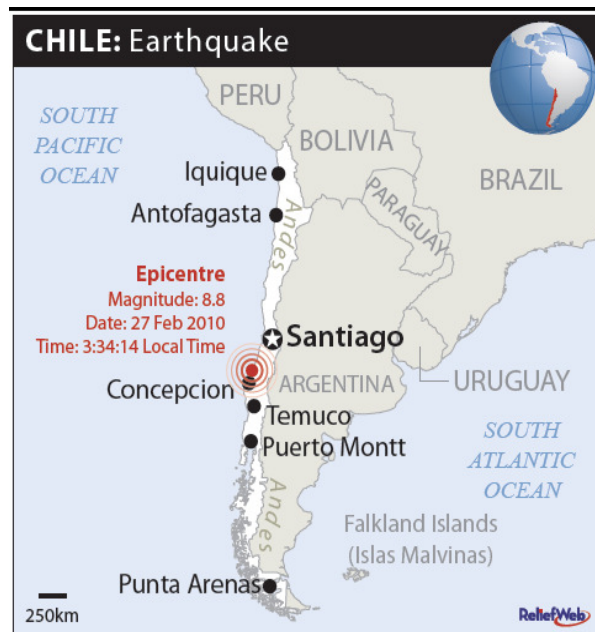 CHILE: Earthquake
PERU
SOUTH
PACIFIC
OCEAN
BOLIVIA
Iquique
BRAZIL
PARAGUAY
Antofagasta
Andes
Epicentre
Magnitude: 8.8
Date: 27 Feb 2010
Time: 3:34:14 Local Time
Santiago
Concepcion
ARGENTINA
URUGUAY
Temuco
Puerto Montt
SOUTH
ATLANTIC
OCEAN
Andes
Falkland Islands
(Islas Malvinas)
Punta Arenas
250km
ReliefWeb